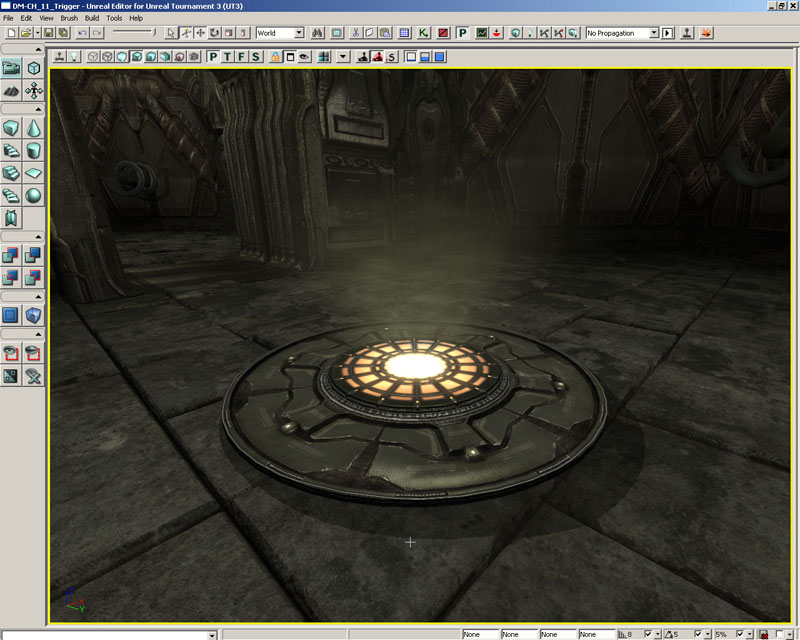 DM-CH_11_Trigger - Unreal Editor for Unreal Tournament 3 (UT3)
File Edit View Brush Build Tools Help
World
K
P
No Propagation
P T F S
S
X
Y
None None None None 8 5 5%